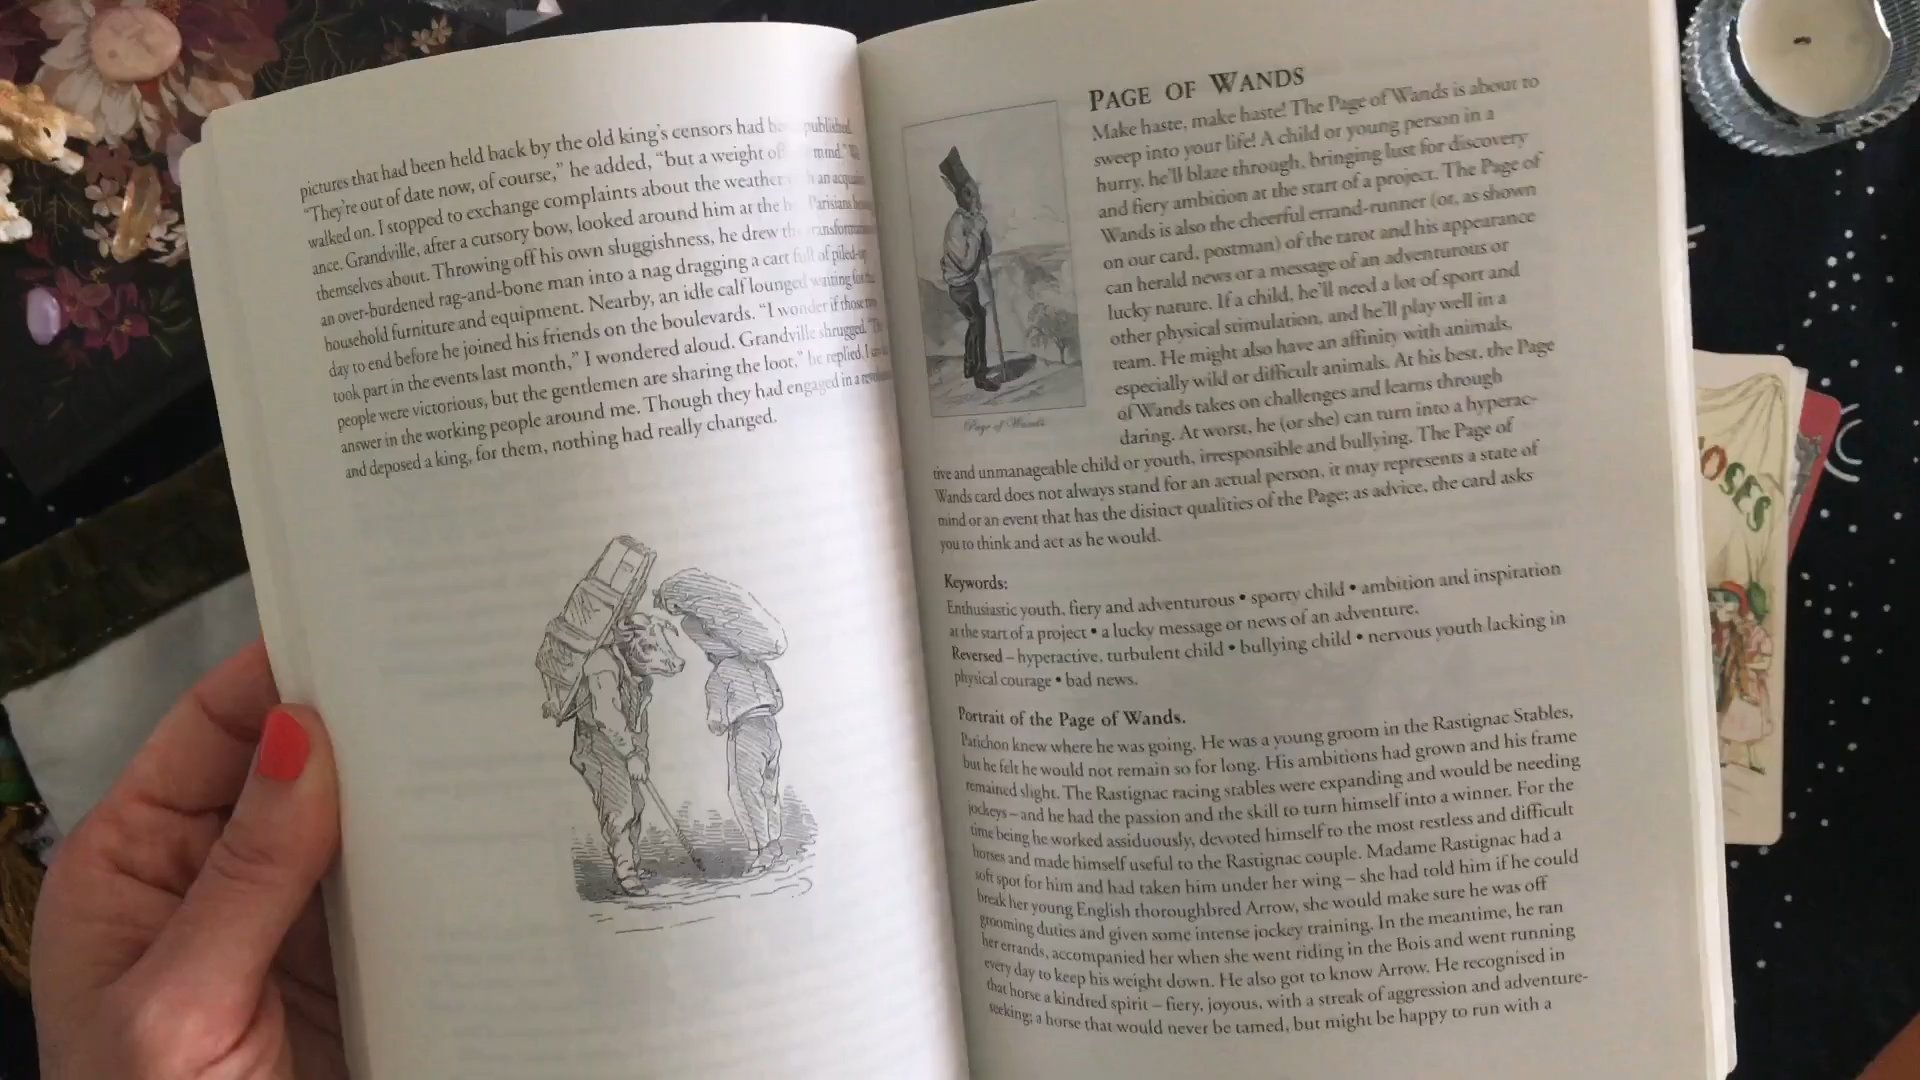 pictures that had been held back by the old king's censors had published.
"They're out of date now, of course," he added, "but a weight of mind."
walked on. I stopped to exchange complaints about the weather an acquain
ance. Grandville, after a cursory bow, looked around him at the Parisians
themselves about. Throwing off his own sluggishness, he drew transforma
an over-burdened rag-and-bone man into a nag dragging a cart full of piled-up
household furniture and equipment. Nearby, an idle calf lounged waiting for
day to end before he joined his friends on the boulevards. "I wonder if those
took part in the events last month," I wondered aloud. Grandville shrugged.
people were victorious, but the gentlemen are sharing the loot," he replied. I
answer in the working people around me. Though they had engaged in a
and deposed a king, for them, nothing had really changed.
PAGE OF WANDS
Make haste, make haste! The Page of Wands is about to
sweep into your life! A child or young person in a
hurry, he'll blaze through, bringing lust for discovery
and fiery ambition at the start of a project. The Page of
Wands is also the cheerful errand-runner (or, as shown
on our card, postman) of the tarot and his appearance
can herald news or a message of an adventurous or
lucky nature. If a child, he'll need a lot of sport and
other physical stimulation, and he'll play well in a
team. He might also have an affinity with animals,
especially wild or difficult animals. At his best, the Page
of Wands takes on challenges and learns through
daring. At worst, he (or she) can turn into a hyperac-
tive and unmanageable child or youth, irresponsible and bullying. The Page of
Wands card does not always stand for an actual person, it may represents a state of
mind or an event that has the disinct qualities of the Page; as advice, the card asks
you to think and act as he would.
Page of Wands
Keywords:
Enthusiastic youth, fiery and adventurous • sporty child • ambition and inspiration
at the start of a project • a lucky message or news of an adventure.
Reversed – hyperactive, turbulent child • bullying child • nervous youth lacking in
physical courage • bad news.
Portrait of the Page of Wands.
Patichon knew where he was going. He was a young groom in the Rastignac Stables,
but he felt he would not remain so for long. His ambitions had grown and his frame
remained slight. The Rastignac racing stables were expanding and would be needing
jockeys – and he had the passion and the skill to turn himself into a winner. For the
time being he worked assiduously, devoted himself to the most restless and difficult
horses and made himself useful to the Rastignac couple. Madame Rastignac had a
soft spot for him and had taken him under her wing – she had told him if he could
break her young English thoroughbred Arrow, she would make sure he was off
grooming duties and given some intense jockey training. In the meantime, he ran
her errands, accompanied her when she went riding in the Bois and went running
every day to keep his weight down. He also got to know Arrow. He recognised in
that horse a kindred spirit – fiery, joyous, with a streak of aggression and adventure-
seeking; a horse that would never be tamed, but might be happy to run with a
OSES